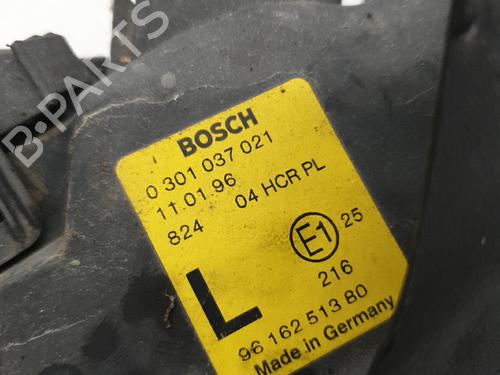 BOSCH
0 301 037 021
11.01.96
824 04 HCR PL
E1 25
216
L
96 162 513 80
Made in Germany
B-PARTS